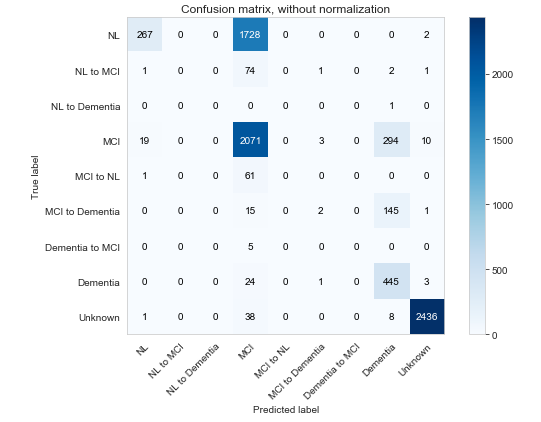 Confusion matrix, without normalization
NL 267 0 0 1728 0 0 0 0 2
NL to MCI 1 0 0 74 0 1 0 2 1
NL to Dementia 0 0 0 0 0 0 0 1 0
MCI 19 0 0 2071 0 3 0 294 10
MCI to NL 1 0 0 61 0 0 0 0 0
MCI to Dementia 0 0 0 15 0 2 0 145 1
Dementia to MCI 0 0 0 5 0 0 0 0 0
Dementia 0 0 0 24 0 1 0 445 3
Unknown 1 0 0 38 0 0 0 8 2436
True label
NL
NL to MCI
NL to Dementia
MCI
MCI to NL
MCI to Dementia
Dementia to MCI
Dementia
Unknown
Predicted label
2000
1500
1000
500
0